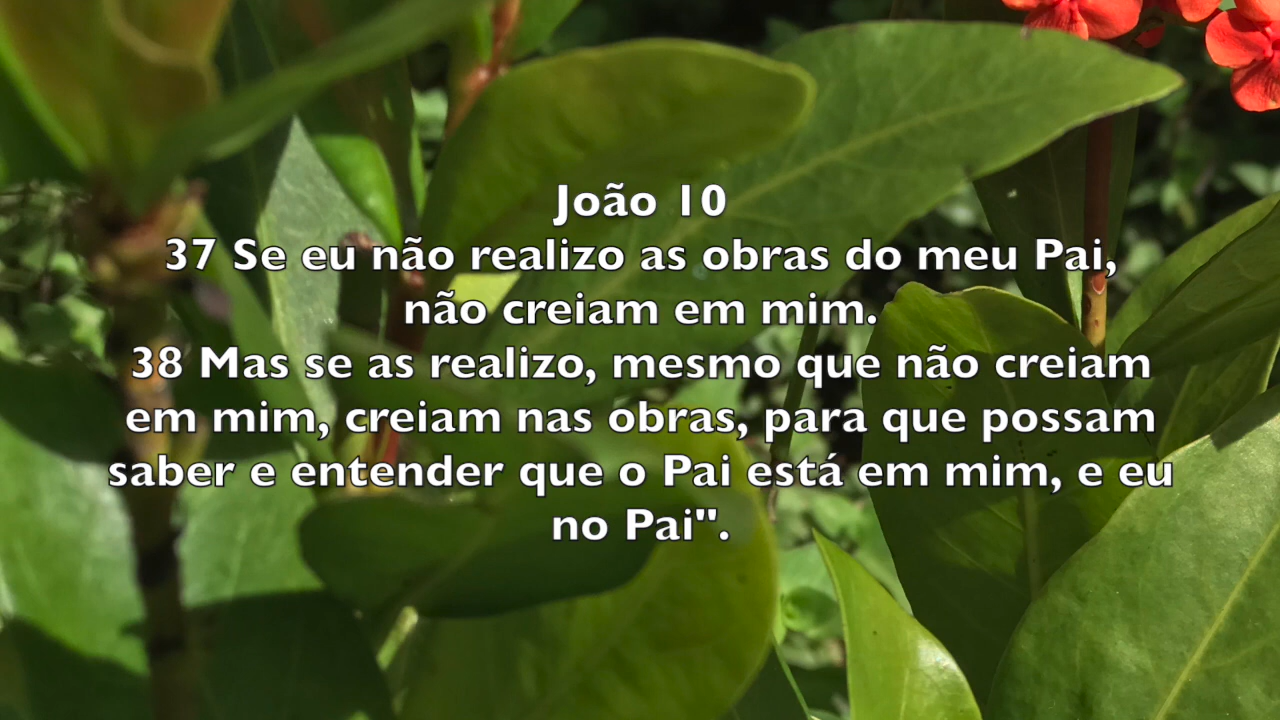 João 10
37 Se eu não realizo as obras do meu Pai,
não creiam em mim.
38 Mas se as realizo, mesmo que não creiam
em mim, creiam nas obras, para que possam
saber e entender que o Pai está em mim, e eu
no Pai".